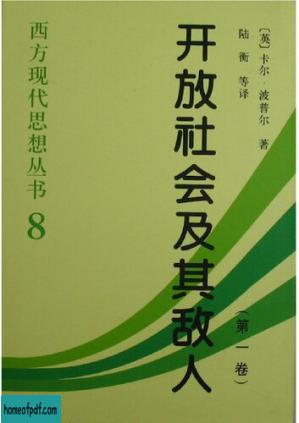 [英]卡尔·波普尔 著
陆衡 等译
开放社会及其敌人
(第一卷)
西方现代思想丛书 8
homeofpdf.com